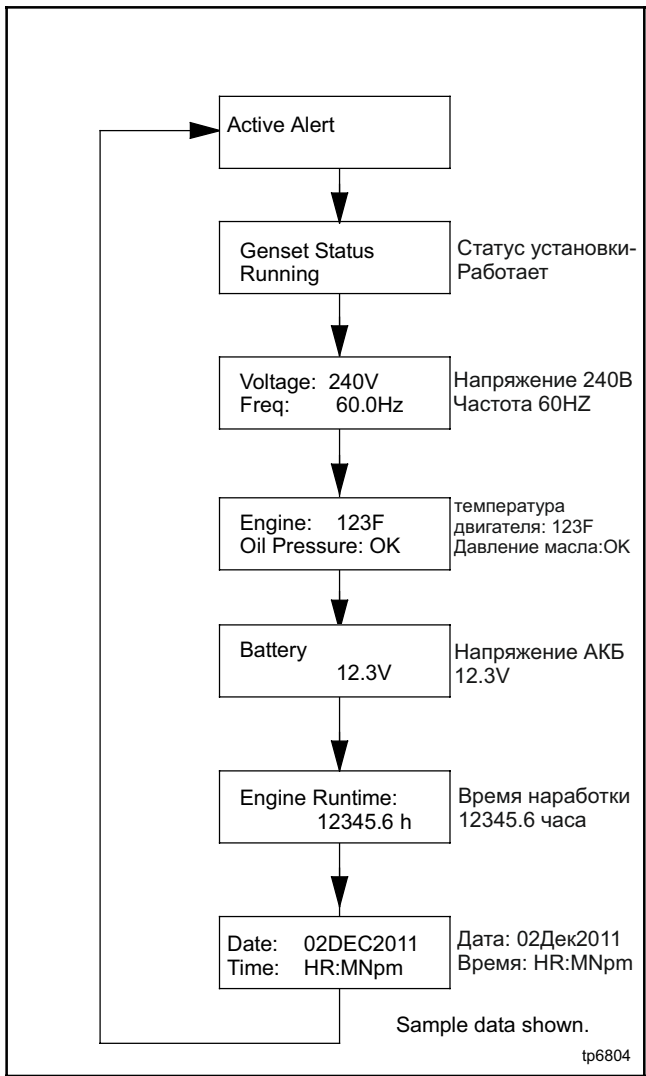 Active Alert
Genset Status
Running
Статус установки-
Работает
Voltage: 240V
Freq: 60.0Hz
Напряжение 240В
Частота 60HZ
Engine: 123F
Oil Pressure: OK
температура
двигателя: 123F
Давление масла:OK
Battery
12.3V
Напряжение АКБ
12.3V
Engine Runtime:
12345.6 h
Время наработки
12345.6 часа
Date: 02DEC2011
Time: HR:MNpm
Дата: 02Дек2011
Время: HR:MNpm
Sample data shown.
tp6804